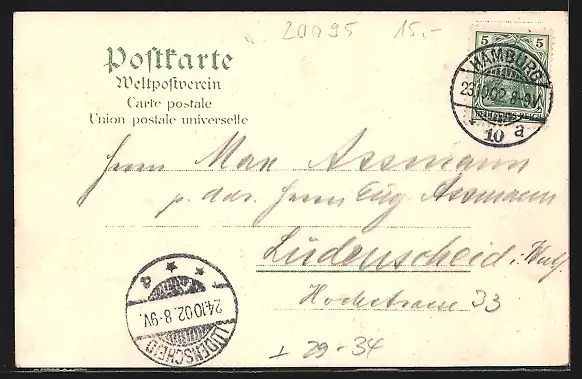 20095 15.-
Postkarte
Weltpostverein
Carte postale
Union postale universelle
5 5
HAMBURG
23.10.02.8-9V.
10 a
Herrn Max Assmann
p. adr. Herrn Eug. Assmann
Lüdenscheid i. Westf.
Hochstrasse 33
a
24.10.02.8-9V.
LÜDENSCHEID
29-34